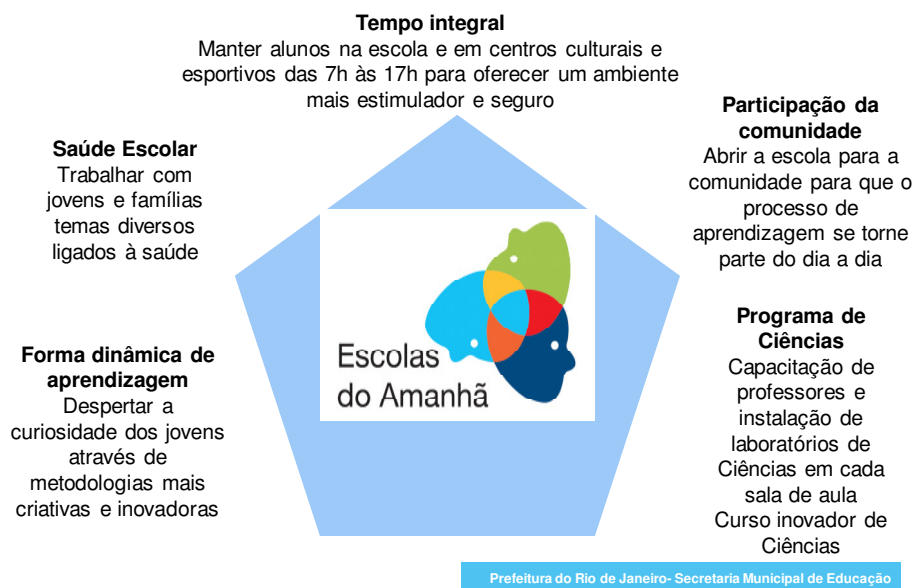 Tempo integral
Manter alunos na escola e em centros culturais e
esportivos das 7h às 17h para oferecer um ambiente
mais estimulador e seguro
Participação da
comunidade
Abrir a escola para a
comunidade para que o
processo de
aprendizagem se torne
parte do dia a dia
Saúde Escolar
Trabalhar com
jovens e famílias
temas diversos
ligados à saúde
Escolas
do Amanhã
Forma dinâmica de
aprendizagem
Despertar a
curiosidade dos jovens
através de
metodologias mais
criativas e inovadoras
Programa de
Ciências
Capacitação de
professores e
instalação de
laboratórios de
Ciências em cada
sala de aula
Curso inovador de
Ciências
Prefeitura do Rio de Janeiro- Secretaria Municipal de Educação